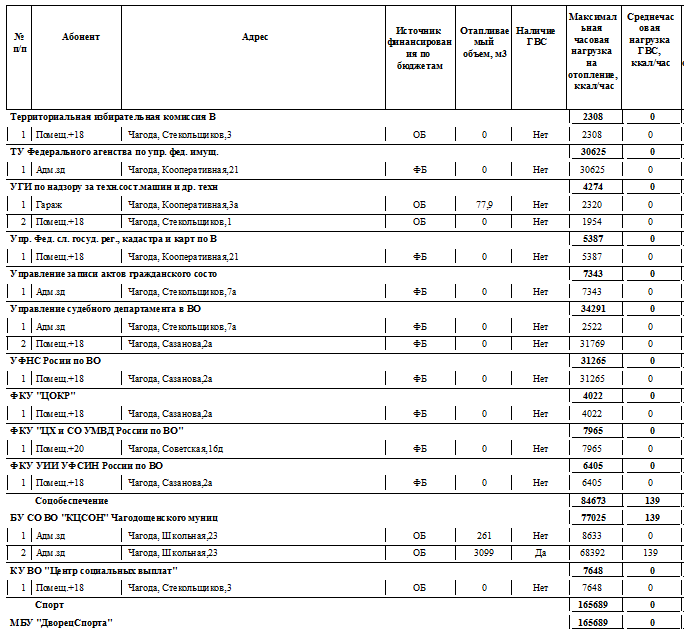 № п/п Абонент Адрес Источник финансирования по бюджетам Отапливаемый объем, м3 Наличие ГВС Максимальная часовая нагрузка на отопление, ккал/час Среднечасовая нагрузка ГВС, ккал/час
Территориальная избирательная комиссия В 2308 0
1 Помещ.+18 Чагода, Стекольщиков,3 ОБ 0 Нет 2308 0
ТУ Федерального агенства по упр. фед. имущ. 30625 0
1 Адм.зд Чагода, Кооперативная,21 ФБ 0 Нет 30625 0
УГИ по надзору за техн.сост.машин и др. техн 4274 0
1 Гараж Чагода, Кооперативная,3а ОБ 77,9 Нет 2320 0
2 Помещ.+18 Чагода, Стекольщиков,1 ОБ 0 Нет 1954 0
Упр. Фед. сл. госуд. рег., кадастра и карт по В 5387 0
1 Помещ.+18 Чагода, Кооперативная,21 ФБ 0 Нет 5387 0
Управление записи актов гражданского состо 7343 0
1 Адм.зд Чагода, Стекольщиков,7а ФБ 0 Нет 7343 0
Управление судебного департамента в ВО 34291 0
1 Адм.зд Чагода, Стекольщиков,7а ФБ 0 Нет 2522 0
2 Помещ.+18 Чагода, Сазанова,2а ФБ 0 Нет 31769 0
УФНС Росии по ВО 31265 0
1 Помещ.+18 Чагода, Сазанова,2а ФБ 0 Нет 31265 0
ФКУ "ЦОКР" 4022 0
1 Помещ.+18 Чагода, Сазанова,2а ФБ 0 Нет 4022 0
ФКУ "ЦХ и СО УМВД России по ВО" 7965 0
1 Помещ.+20 Чагода, Советская,16д ФБ 0 Нет 7965 0
ФКУ УИИ УФСИН России по ВО 6405 0
1 Помещ.+18 Чагода, Сазанова,2а ФБ 0 Нет 6405 0
Соцобеспечение 84673 139
БУ СО ВО "КЦСОН" Чагодощенского муниц 77025 139
1 Адм.зд Чагода, Школьная,23 ОБ 261 Нет 8633 0
2 Адм.зд Чагода, Школьная,23 ОБ 3099 Да 68392 139
КУ ВО "Центр социальных выплат" 7648 0
1 Помещ.+18 Чагода, Стекольщиков,3 ОБ 0 Нет 7648 0
Спорт 165689 0
МБУ "ДворецСпорта" 165689 0